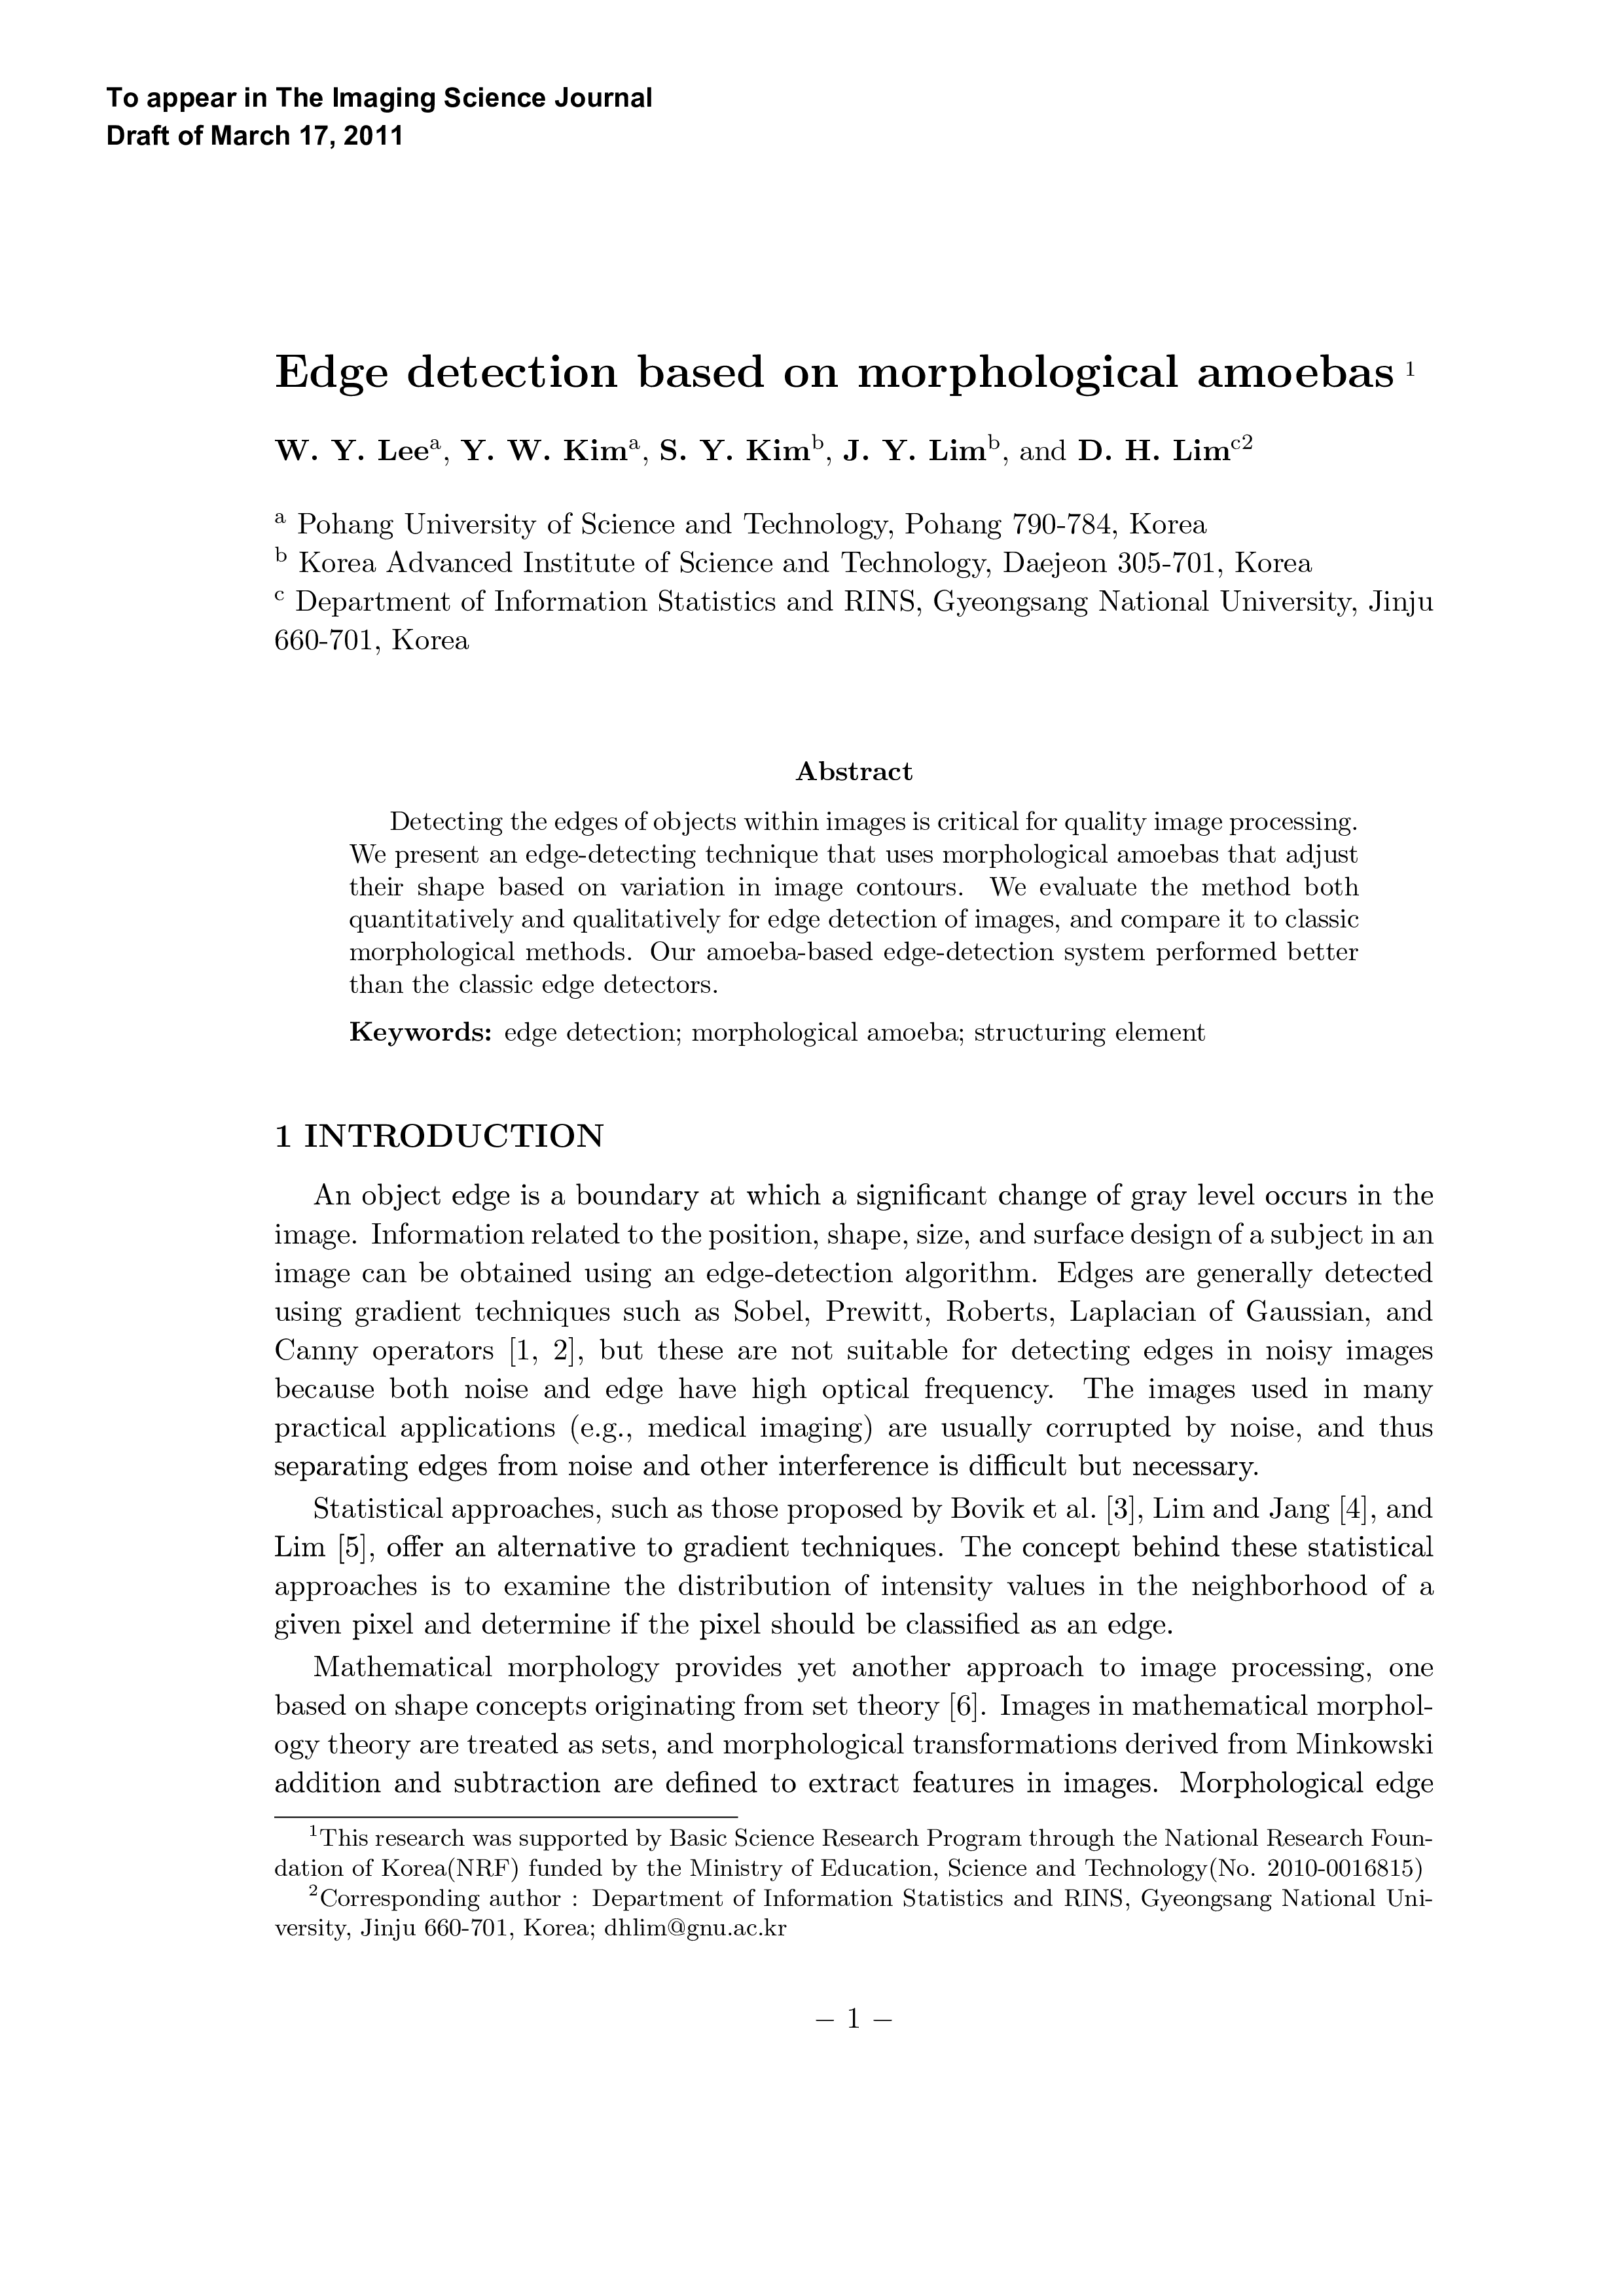 To appear in The Imaging Science Journal
Draft of March 17, 2011
Edge detection based on morphological amoebas 1
W. Y. Leea, Y. W. Kima, S. Y. Kimb, J. Y. Limb, and D. H. Limc2
a Pohang University of Science and Technology, Pohang 790-784, Korea
b Korea Advanced Institute of Science and Technology, Daejeon 305-701, Korea
c Department of Information Statistics and RINS, Gyeongsang National University, Jinju
660-701, Korea
Abstract
Detecting the edges of objects within images is critical for quality image processing.
We present an edge-detecting technique that uses morphological amoebas that adjust
their shape based on variation in image contours. We evaluate the method both
quantitatively and qualitatively for edge detection of images, and compare it to classic
morphological methods. Our amoeba-based edge-detection system performed better
than the classic edge detectors.
Keywords: edge detection; morphological amoeba; structuring element
1 INTRODUCTION
An object edge is a boundary at which a significant change of gray level occurs in the
image. Information related to the position, shape, size, and surface design of a subject in an
image can be obtained using an edge-detection algorithm. Edges are generally detected
using gradient techniques such as Sobel, Prewitt, Roberts, Laplacian of Gaussian, and
Canny operators [1, 2], but these are not suitable for detecting edges in noisy images
because both noise and edge have high optical frequency. The images used in many
practical applications (e.g., medical imaging) are usually corrupted by noise, and thus
separating edges from noise and other interference is difficult but necessary.
Statistical approaches, such as those proposed by Bovik et al. [3], Lim and Jang [4], and
Lim [5], offer an alternative to gradient techniques. The concept behind these statistical
approaches is to examine the distribution of intensity values in the neighborhood of a
given pixel and determine if the pixel should be classified as an edge.
Mathematical morphology provides yet another approach to image processing, one
based on shape concepts originating from set theory [6]. Images in mathematical morphol-
ogy theory are treated as sets, and morphological transformations derived from Minkowski
addition and subtraction are defined to extract features in images. Morphological edge
1This research was supported by Basic Science Research Program through the National Research Foun-
dation of Korea(NRF) funded by the Ministry of Education, Science and Technology(No. 2010-0016815)
2Corresponding author : Department of Information Statistics and RINS, Gyeongsang National Uni-
versity, Jinju 660-701, Korea; dhlim@gnu.ac.kr
– 1 –